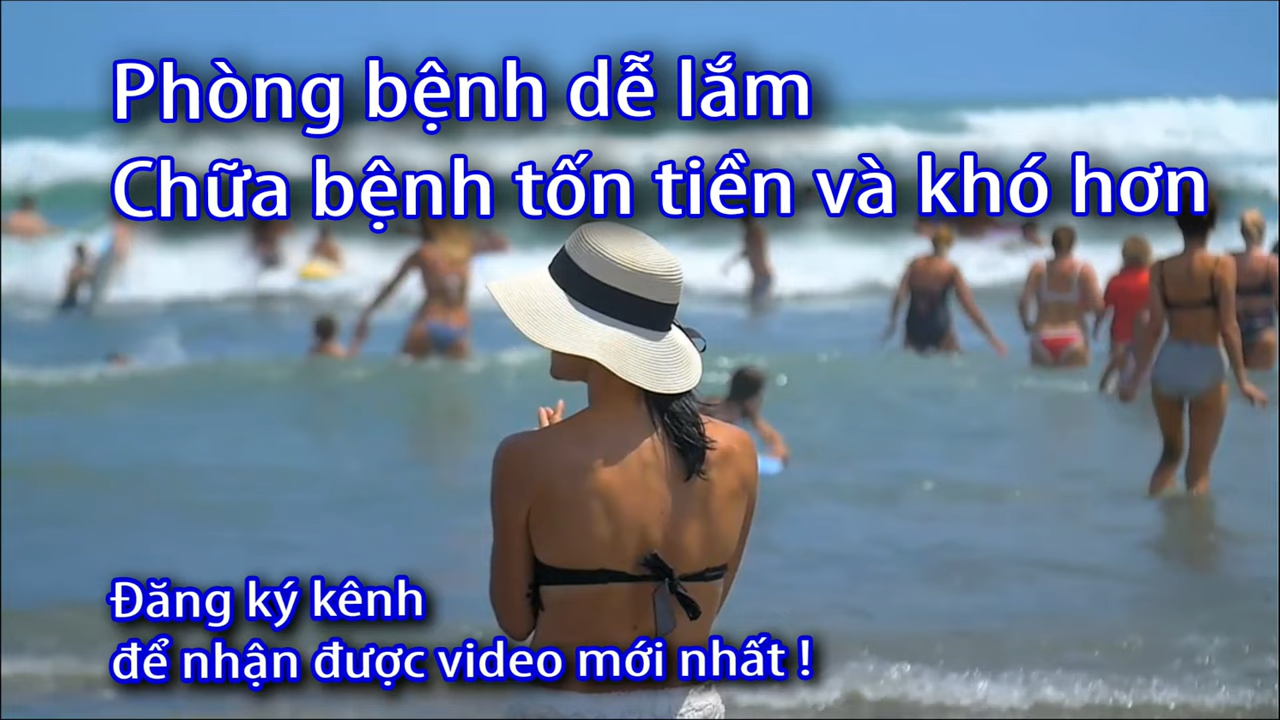 Phòng bệnh dễ lắm
Chữa bệnh tốn tiền và khó hơn
Đăng ký kênh
để nhận được video mới nhất !